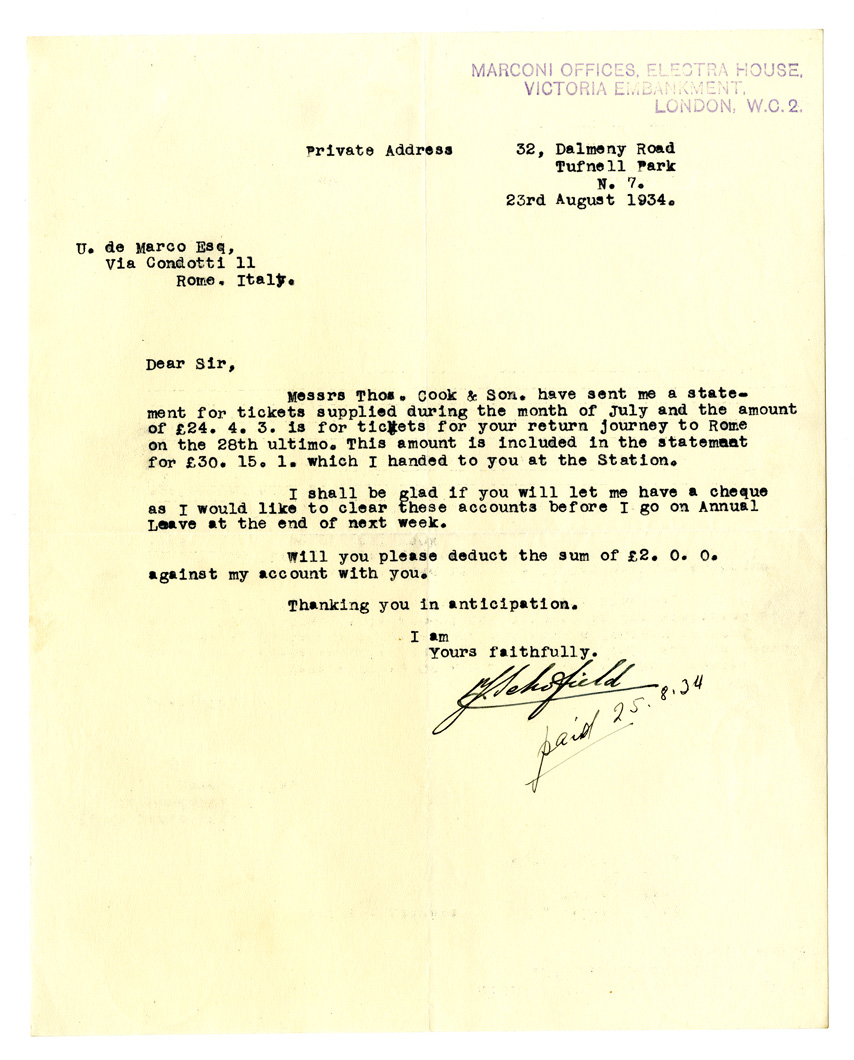 MARCONI OFFICES, ELECTRA HOUSE,
VICTORIA EMBANKMENT,
LONDON, W.C.2.
Private Address 32, Dalmeny Road
Tufnell Park
N. 7.
23rd August 1934.
U. de Marco Esq,
Via Condotti 11
Rome. Italy.
Dear Sir,
Messrs Thos. Cook & Son. have sent me a state-
ment for tickets supplied during the month of July and the amount
of £24. 4. 3. is for tickets for your return journey to Rome
on the 28th ultimo. This amount is included in the statement
for £30. 15. 1. which I handed to you at the Station.
I shall be glad if you will let me have a cheque
as I would like to clear these accounts before I go on Annual
Leave at the end of next week.
Will you please deduct the sum of £2. 0. 0.
against my account with you.
Thanking you in anticipation.
I am
Yours faithfully.
Schofield
paid 25.8.34